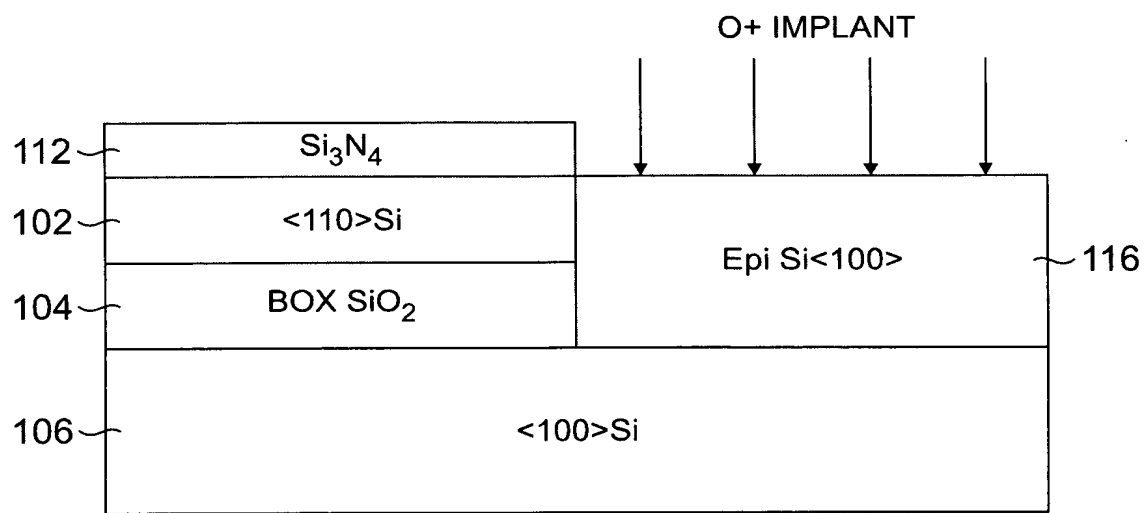 O+ IMPLANT
112
Si3N4
102
<110>Si
Epi Si<100>
116
104
BOX SiO2
106
<100>Si